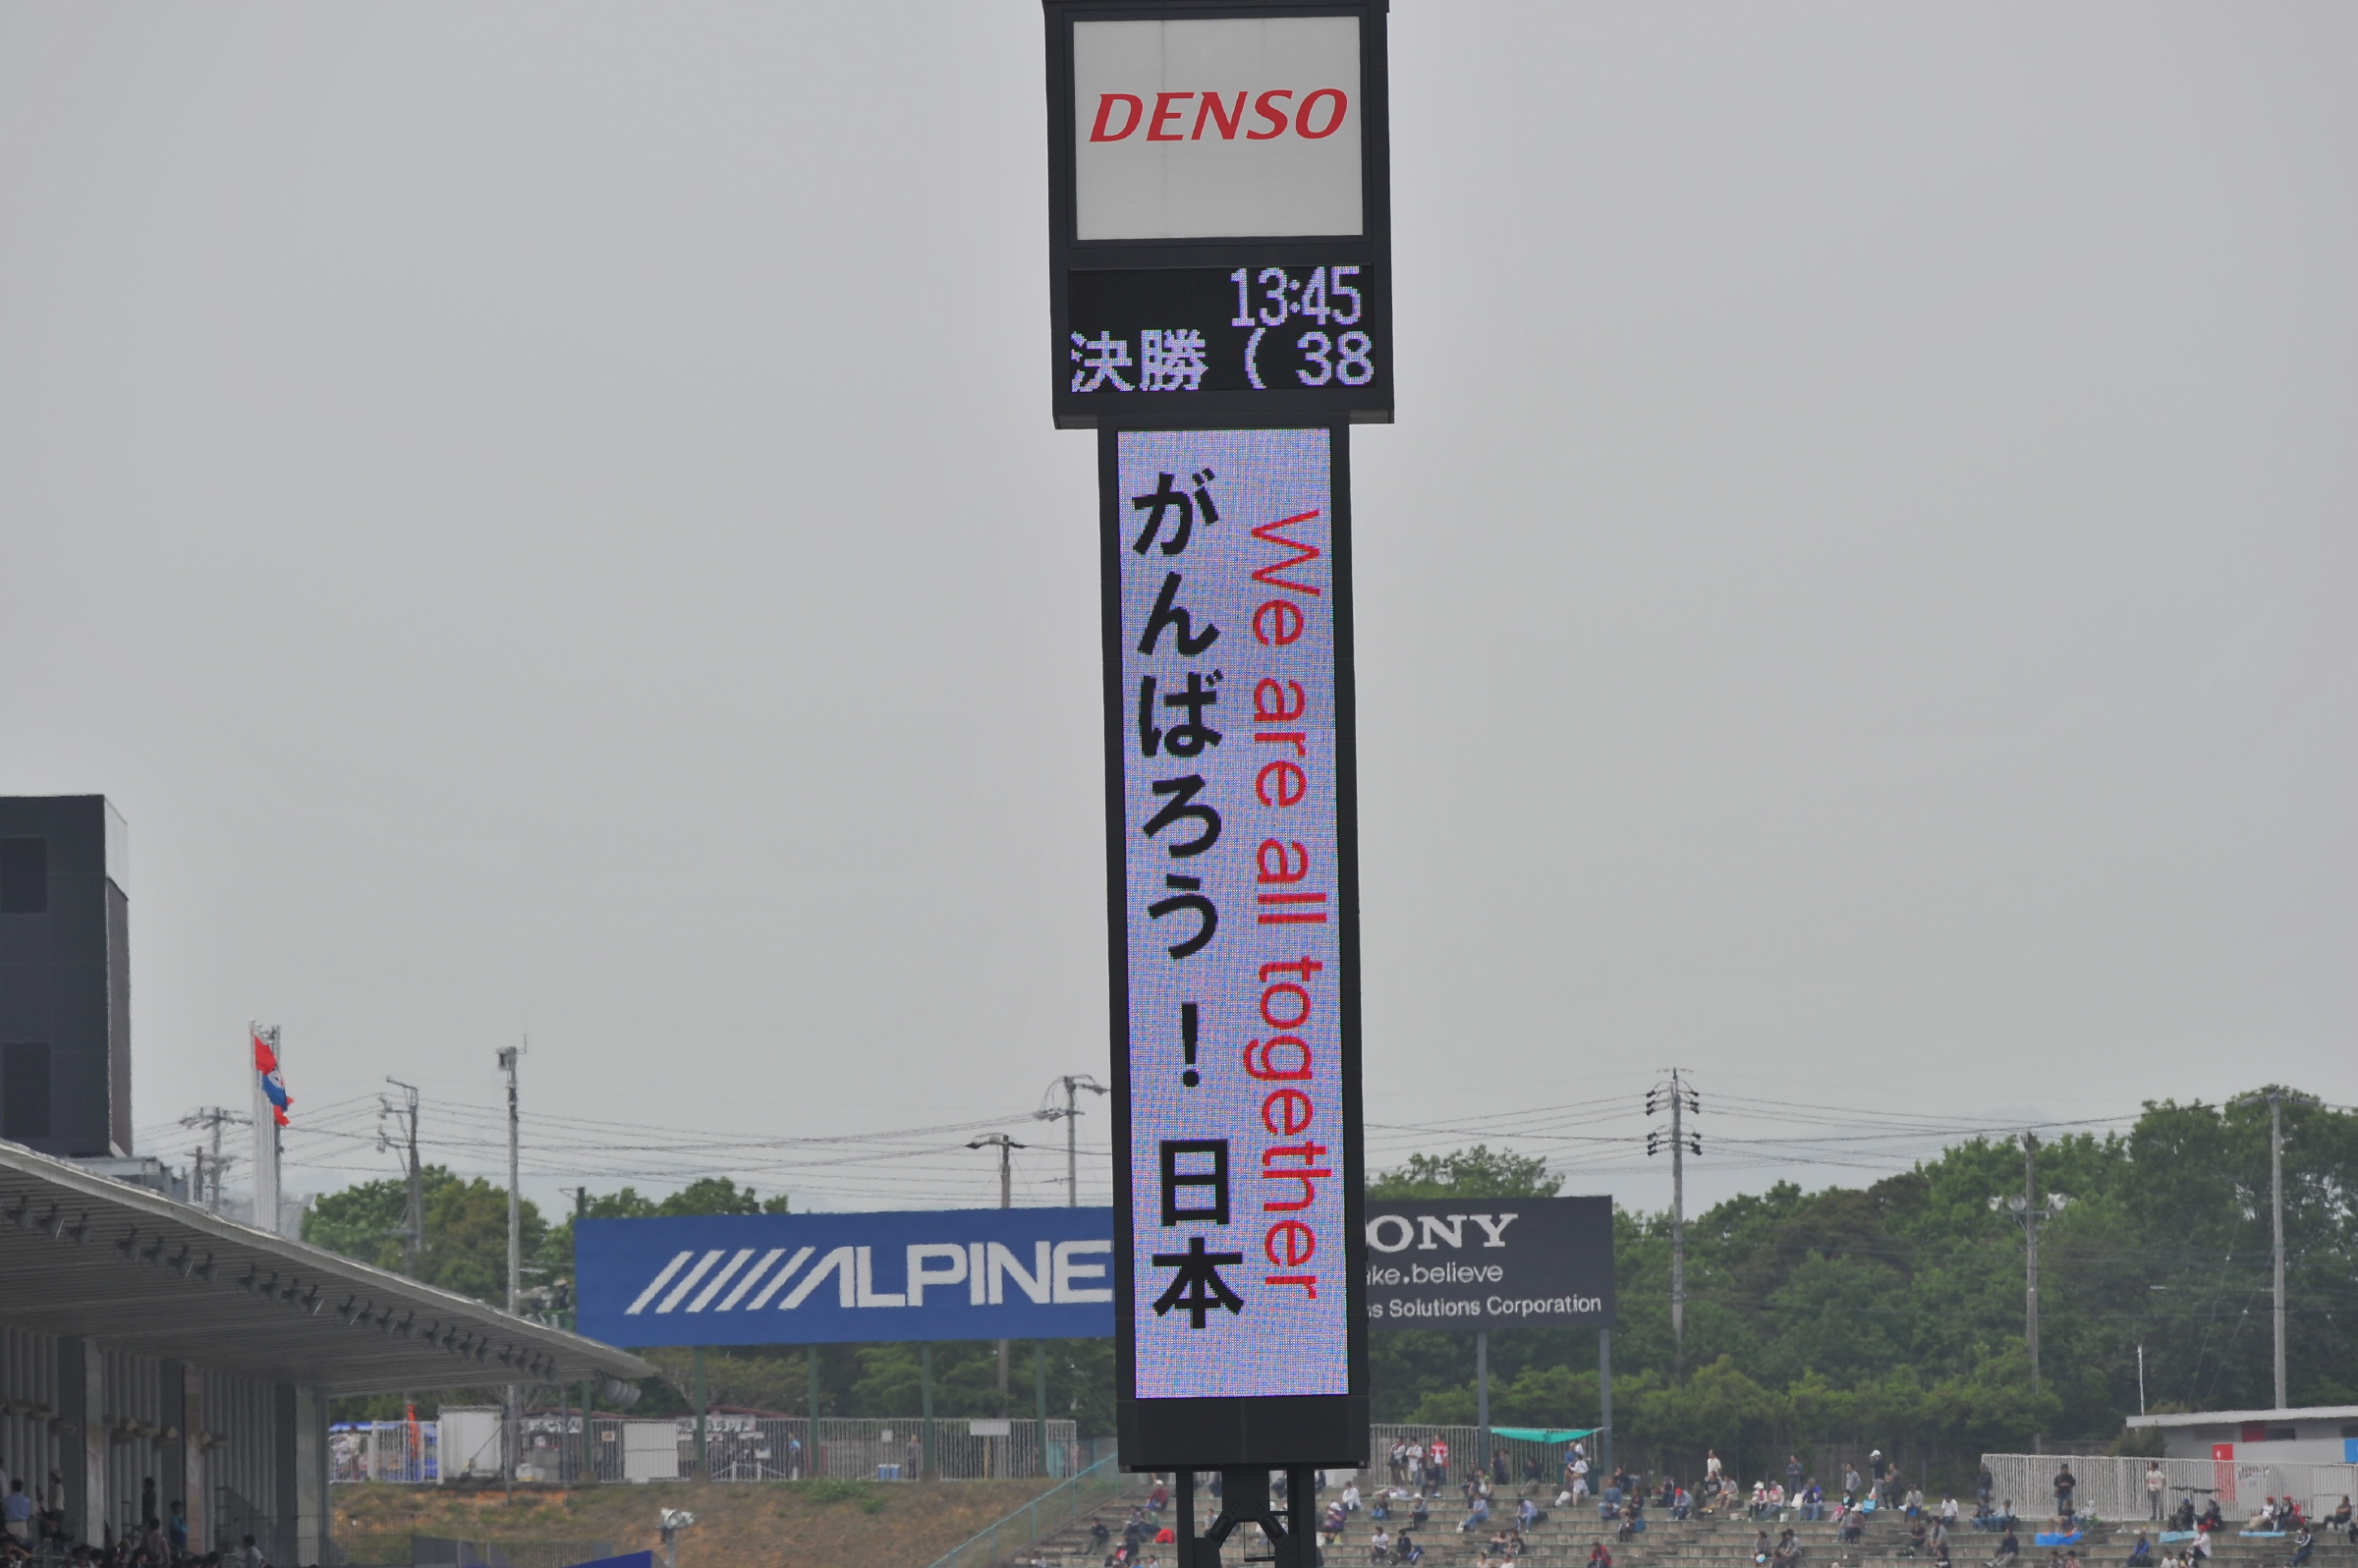 DENSO
13:45
決勝 ( 38
がんばろう!日本
We are all together
ALPINE
ONY
ke.believe
s Solutions Corporation